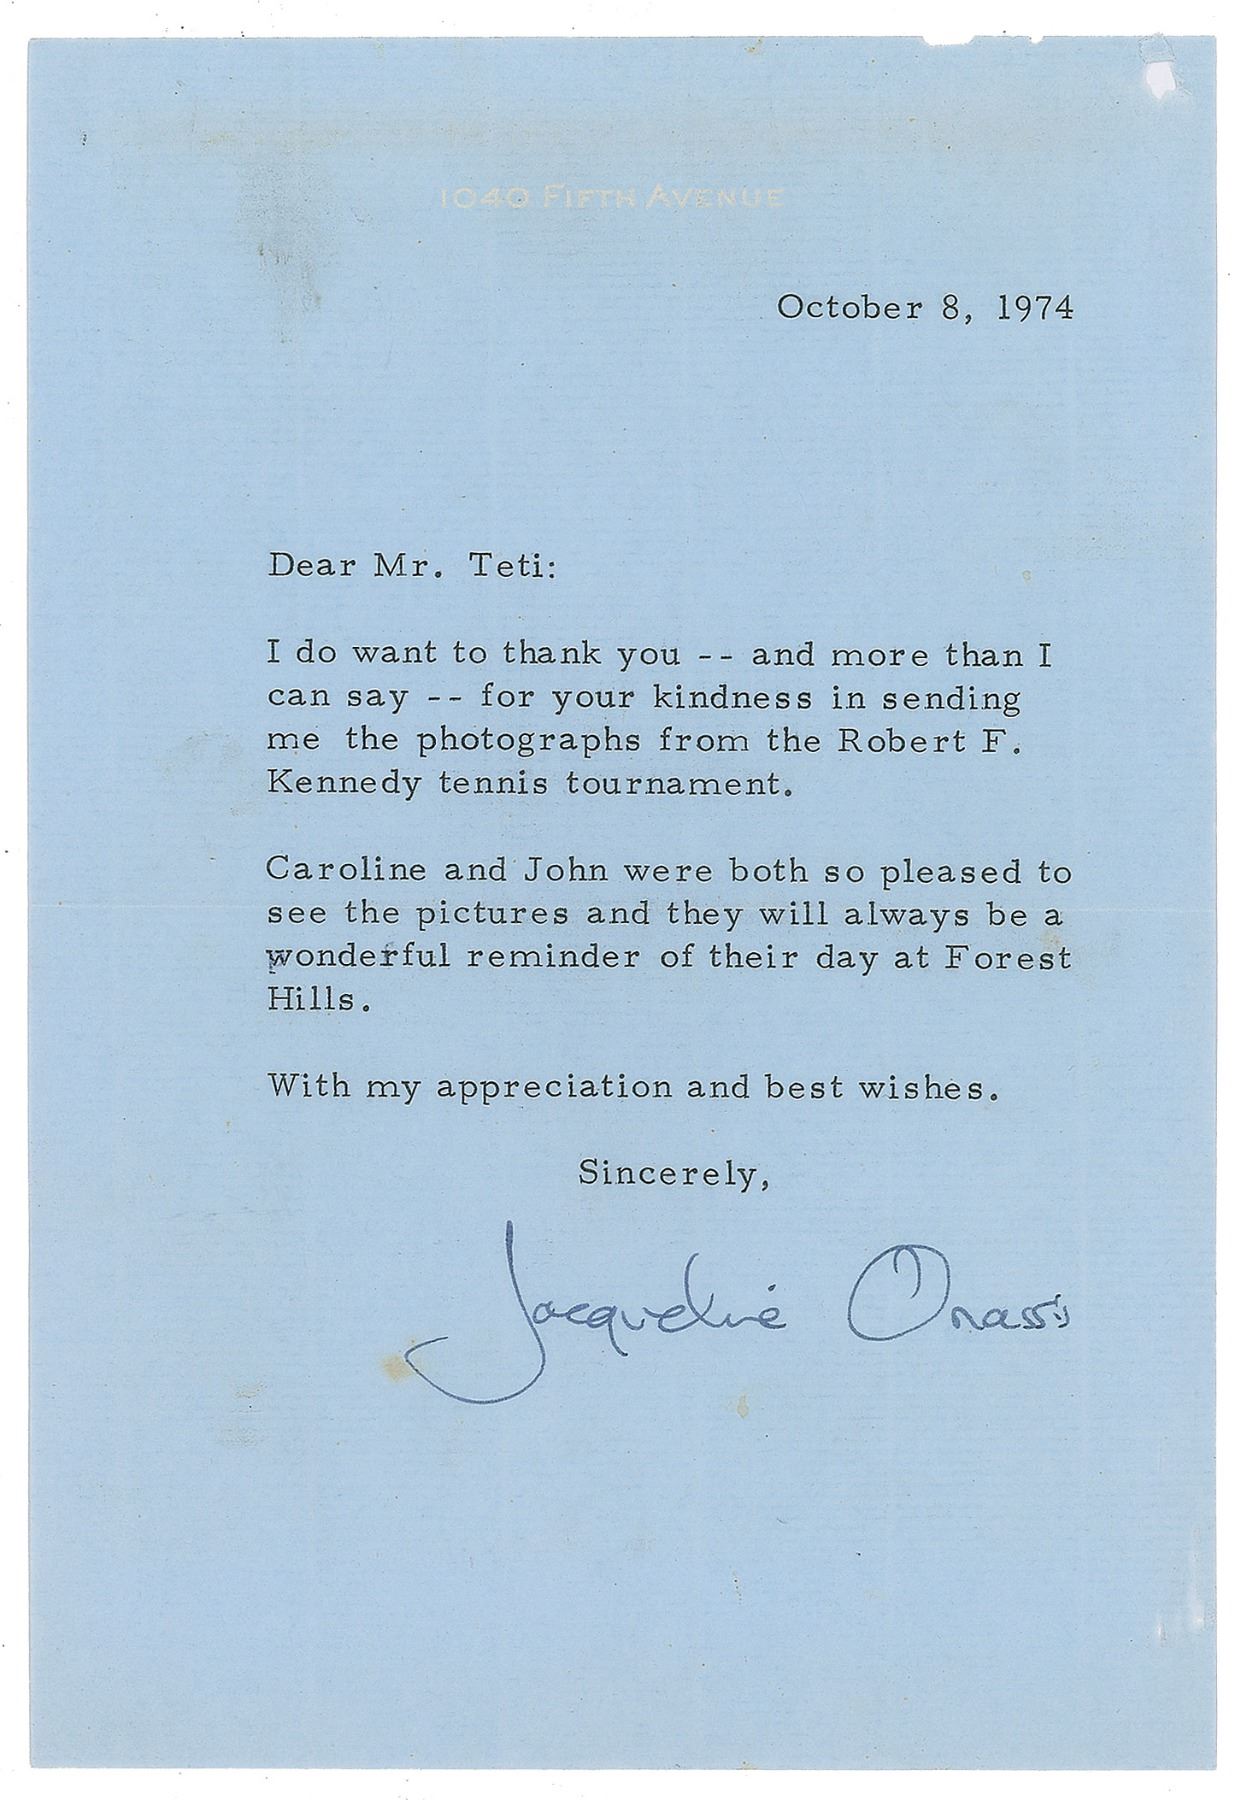 1040 FIFTH AVENUE
October 8, 1974
Dear Mr. Teti:
I do want to thank you -- and more than I
can say -- for your kindness in sending
me the photographs from the Robert F.
Kennedy tennis tournament.
Caroline and John were both so pleased to
see the pictures and they will always be a
wonderful reminder of their day at Forest
Hills.
With my appreciation and best wishes.
Sincerely,
Jacqueline Onassis